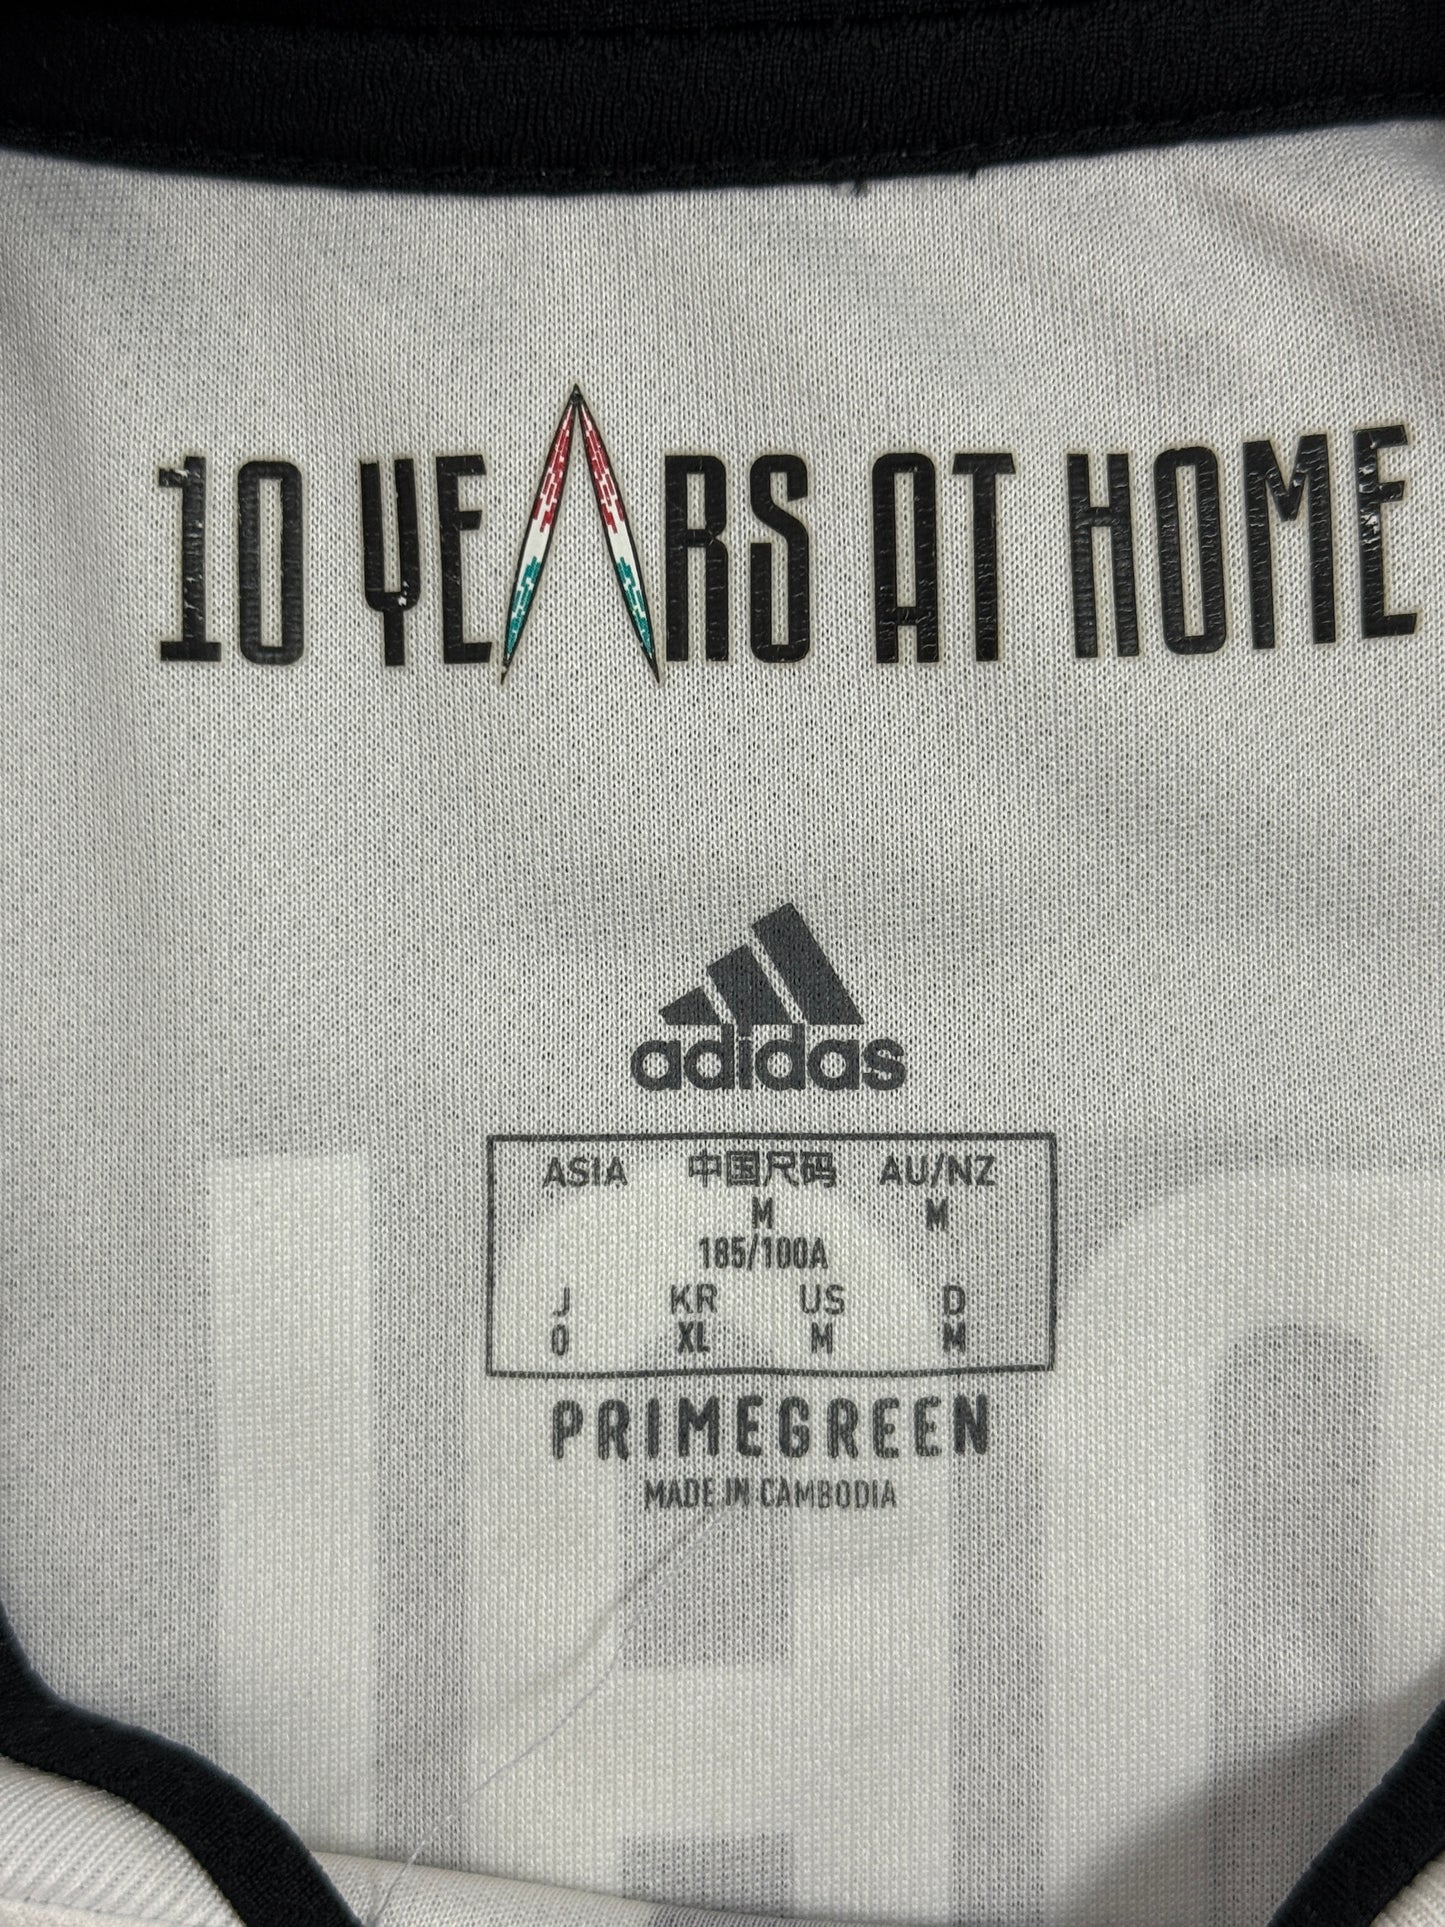 10 YEARS AT HOME
adidas
ASIA 中国尺码 AU/NZ
M M
185/100A
J KR US D
O XL M M
PRIMEGREEN
MADE IN CAMBODIA